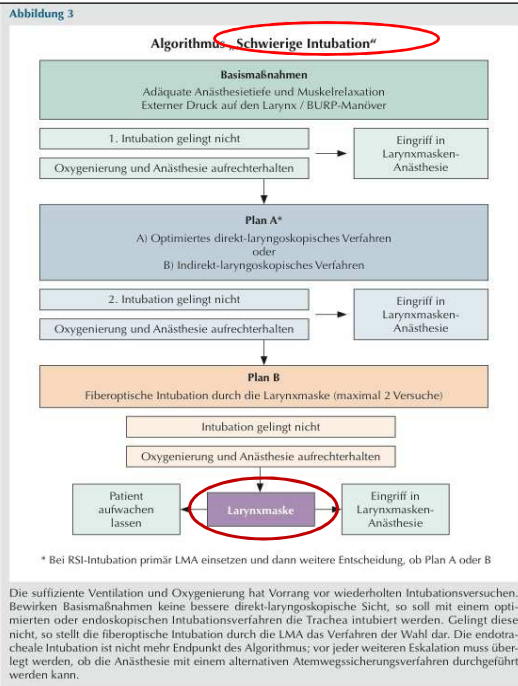 Abbildung 3
Algorithmus „Schwierige Intubation“
Basismaßnahmen
Adäquate Anästhesietiefe und Muskelrelaxation
Externer Druck auf den Larynx / BURP-Manöver
1. Intubation gelingt nicht
Oxygenierung und Anästhesie aufrechterhalten
Eingriff in
Larynxmasken-
Anästhesie
Plan A*
A) Optimiertes direkt-laryngoskopisches Verfahren
oder
B) Indirekt-laryngoskopisches Verfahren
2. Intubation gelingt nicht
Oxygenierung und Anästhesie aufrechterhalten
Eingriff in
Larynxmasken-
Anästhesie
Plan B
Fiberoptische Intubation durch die Larynxmaske (maximal 2 Versuche)
Intubation gelingt nicht
Oxygenierung und Anästhesie aufrechterhalten
Patient
aufwachen
lassen
Larynxmaske
Eingriff in
Larynxmasken-
Anästhesie
* Bei RSI-Intubation primär LMA einsetzen und dann weitere Entscheidung, ob Plan A oder B
Die suffiziente Ventilation und Oxygenierung hat Vorrang vor wiederholten Intubationsversuchen.
Bewirken Basismaßnahmen keine bessere direkt-laryngoskopische Sicht, so soll mit einem opti-
mierten oder endoskopischen Intubationsverfahren die Trachea intubiert werden. Gelingt diese
nicht, so stellt die fiberoptische Intubation durch die LMA das Verfahren der Wahl dar. Die endotra-
cheale Intubation ist nicht mehr Endpunkt des Algorithmus; vor jeder weiteren Eskalation muss über-
legt werden, ob die Anästhesie mit einem alternativen Atemwegssicherungsverfahren durchgeführt
werden kann.